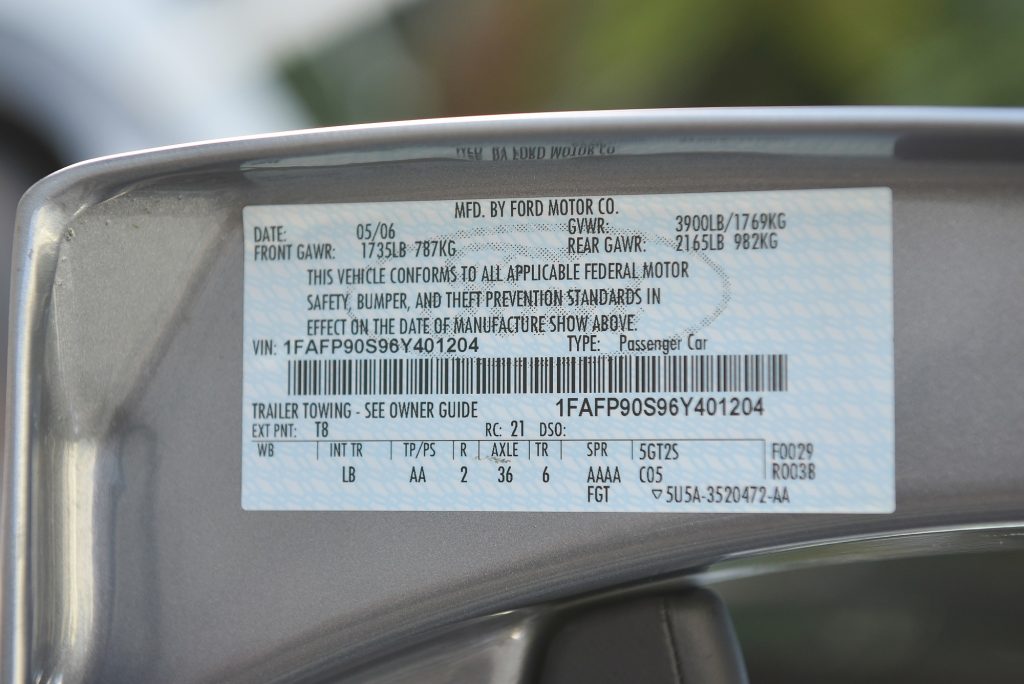 MFD. BY FORD MOTOR CO.
DATE: 05/06 GVWR: 3900LB/1769KG
FRONT GAWR: 1735LB 787KG REAR GAWR: 2165LB 982KG
THIS VEHICLE CONFORMS TO ALL APPLICABLE FEDERAL MOTOR
SAFETY, BUMPER, AND THEFT PREVENTION STANDARDS IN
EFFECT ON THE DATE OF MANUFACTURE SHOW ABOVE.
VIN: 1FAFP90S96Y401204 TYPE: Passenger Car
TRAILER TOWING - SEE OWNER GUIDE 1FAFP90S96Y401204
EXT PNT: T8 RC: 21 DSO:
WB INT TR TP/PS R AXLE TR SPR 5GT2S F0029
LB AA 2 36 6 AAAA C05 R003B
FGT ▽5U5A-3520472-AA